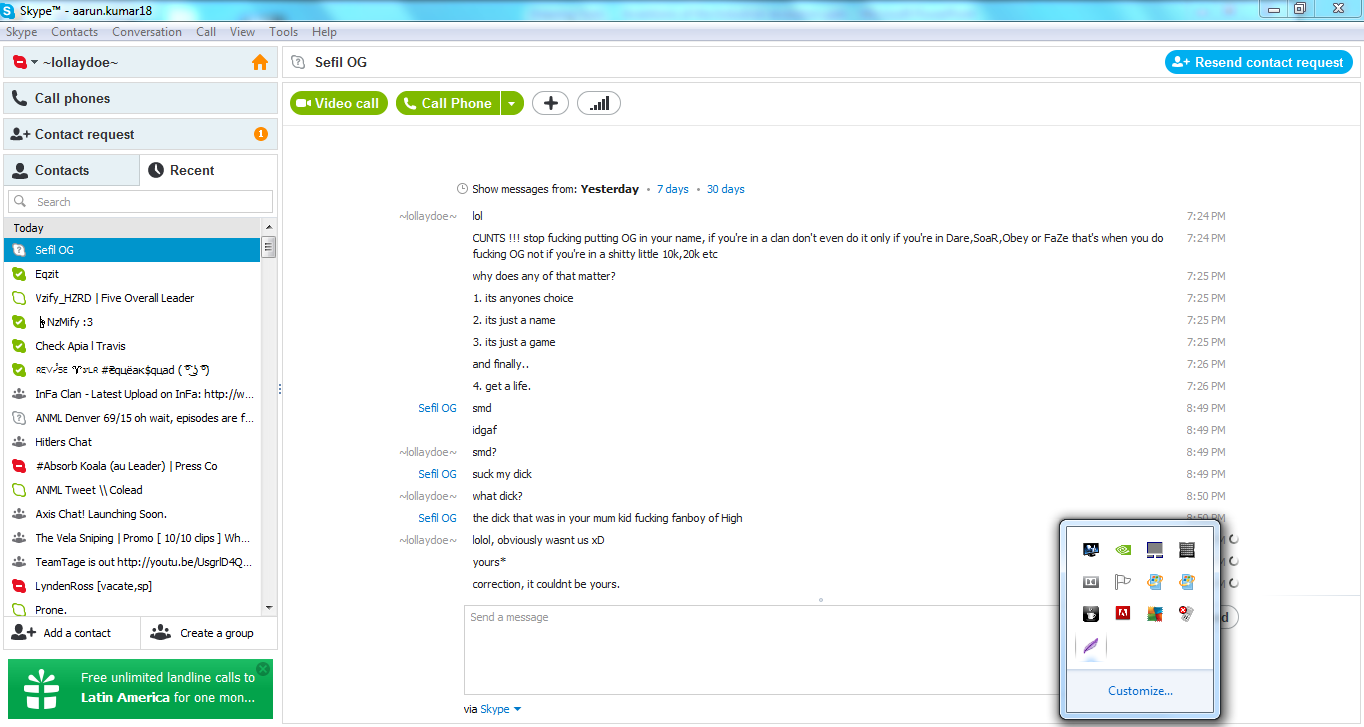 Skype™ - aarun.kumar18
Skype Contacts Conversation Call View Tools Help
~lollaydoe~
Call phones
Contact request 1
Contacts Recent
Search
Today
Sefil OG
Eqzit
Vzify_HZRD | Five Overall Leader
NzMify :3
Check Apia l Travis
InFa Clan - Latest Upload on InFa: http://w...
ANML Denver 69/15 oh wait, episodes are f...
Hitlers Chat
#Absorb Koala (au Leader) | Press Co
ANML Tweet \\ Colead
Axis Chat! Launching Soon.
The Vela Sniping | Promo [ 10/10 clips ] Wh...
TeamTage is out http://youtu.be/UsgrlD4Q...
LyndenRoss [vacate,sp]
Prone.
Add a contact Create a group
Free unlimited landline calls to
Latin America for one mon...
Sefil OG Resend contact request
Video call Call Phone
Show messages from: Yesterday • 7 days • 30 days
~lollaydoe~ lol 7:24 PM
CUNTS !!! stop fucking putting OG in your name, if you're in a clan don't even do it only if you're in Dare,SoaR,Obey or FaZe that's when you do 7:24 PM
fucking OG not if you're in a shitty little 10k,20k etc
why does any of that matter? 7:25 PM
1. its anyones choice 7:25 PM
2. its just a name 7:25 PM
3. its just a game 7:25 PM
and finally.. 7:26 PM
4. get a life. 7:26 PM
Sefil OG smd 8:49 PM
idgaf 8:49 PM
~lollaydoe~ smd? 8:49 PM
Sefil OG suck my dick 8:49 PM
~lollaydoe~ what dick? 8:50 PM
Sefil OG the dick that was in your mum kid fucking fanboy of High 8:50 PM
~lollaydoe~ lolol, obviously wasnt us xD
yours*
correction, it couldnt be yours.
Send a message
via Skype
Customize...